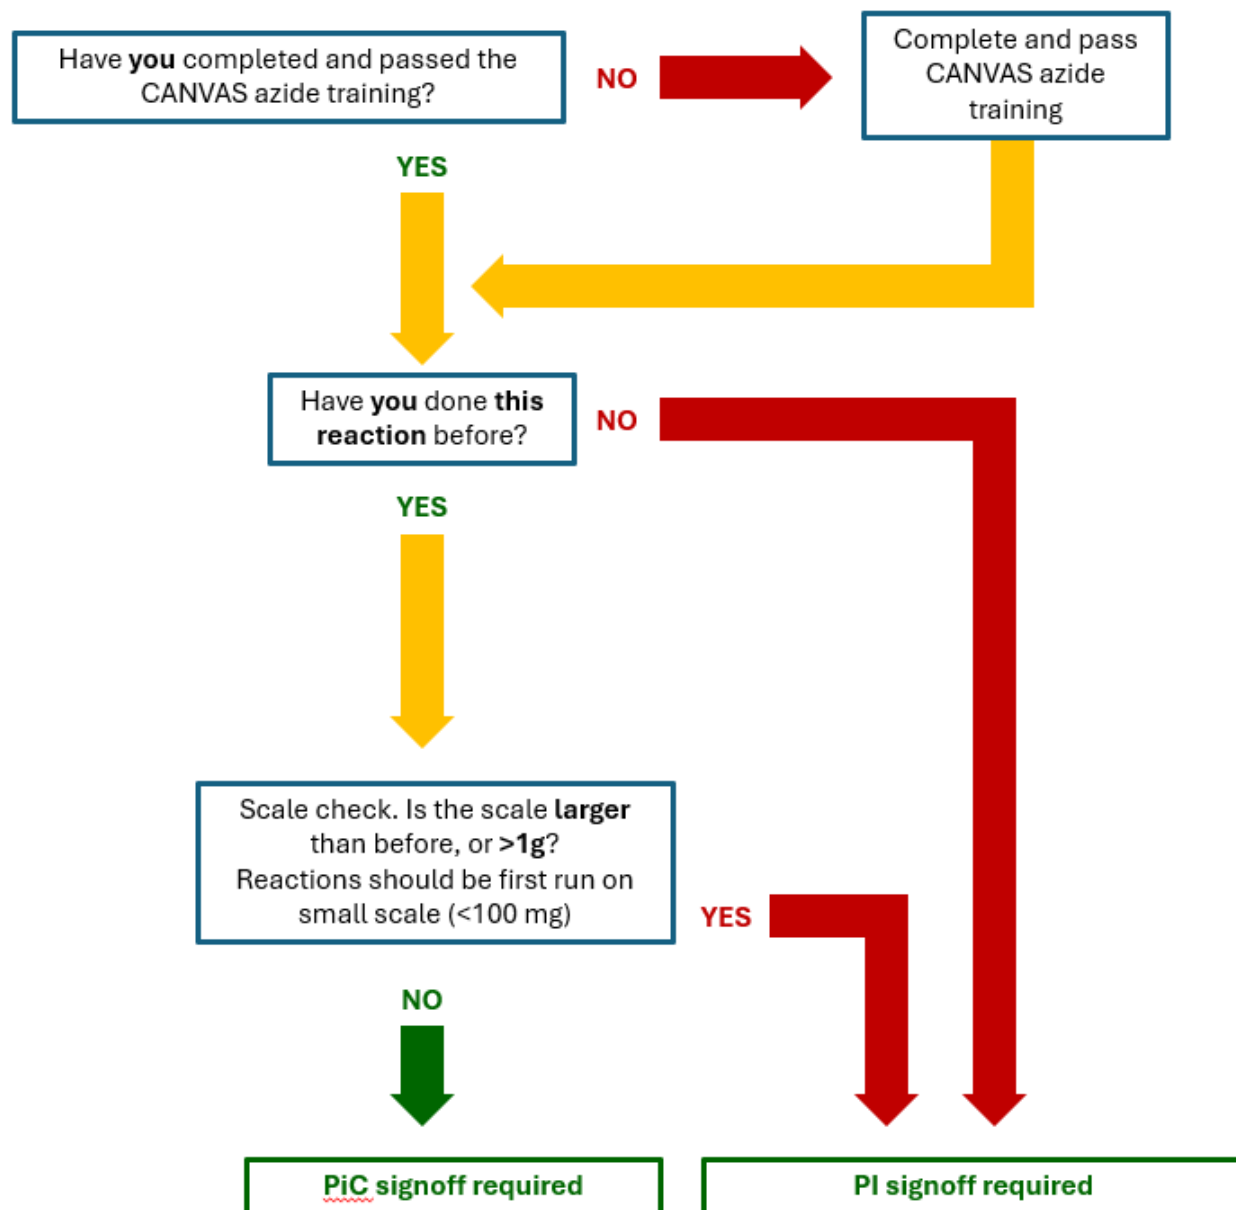 Have you completed and passed the
CANVAS azide training?
NO
Complete and pass
CANVAS azide
training
YES
Have you done this
reaction before?
NO
YES
Scale check. Is the scale larger
than before, or >1g?
Reactions should be first run on
small scale (<100 mg)
YES
NO
PiC signoff required
PI signoff required